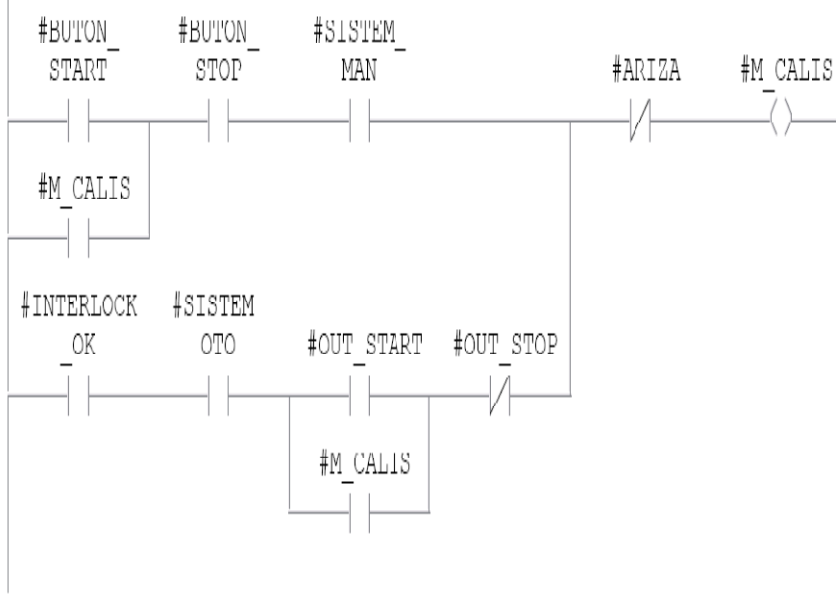 #BUTON_
START
#BUTON_
STOP
#SISTEM_
MAN
#ARIZA
#M_CALIS
#M_CALIS
#INTERLOCK
_OK
#SISTEM
OTO
#OUT_START
#OUT_STOP
#M_CALIS